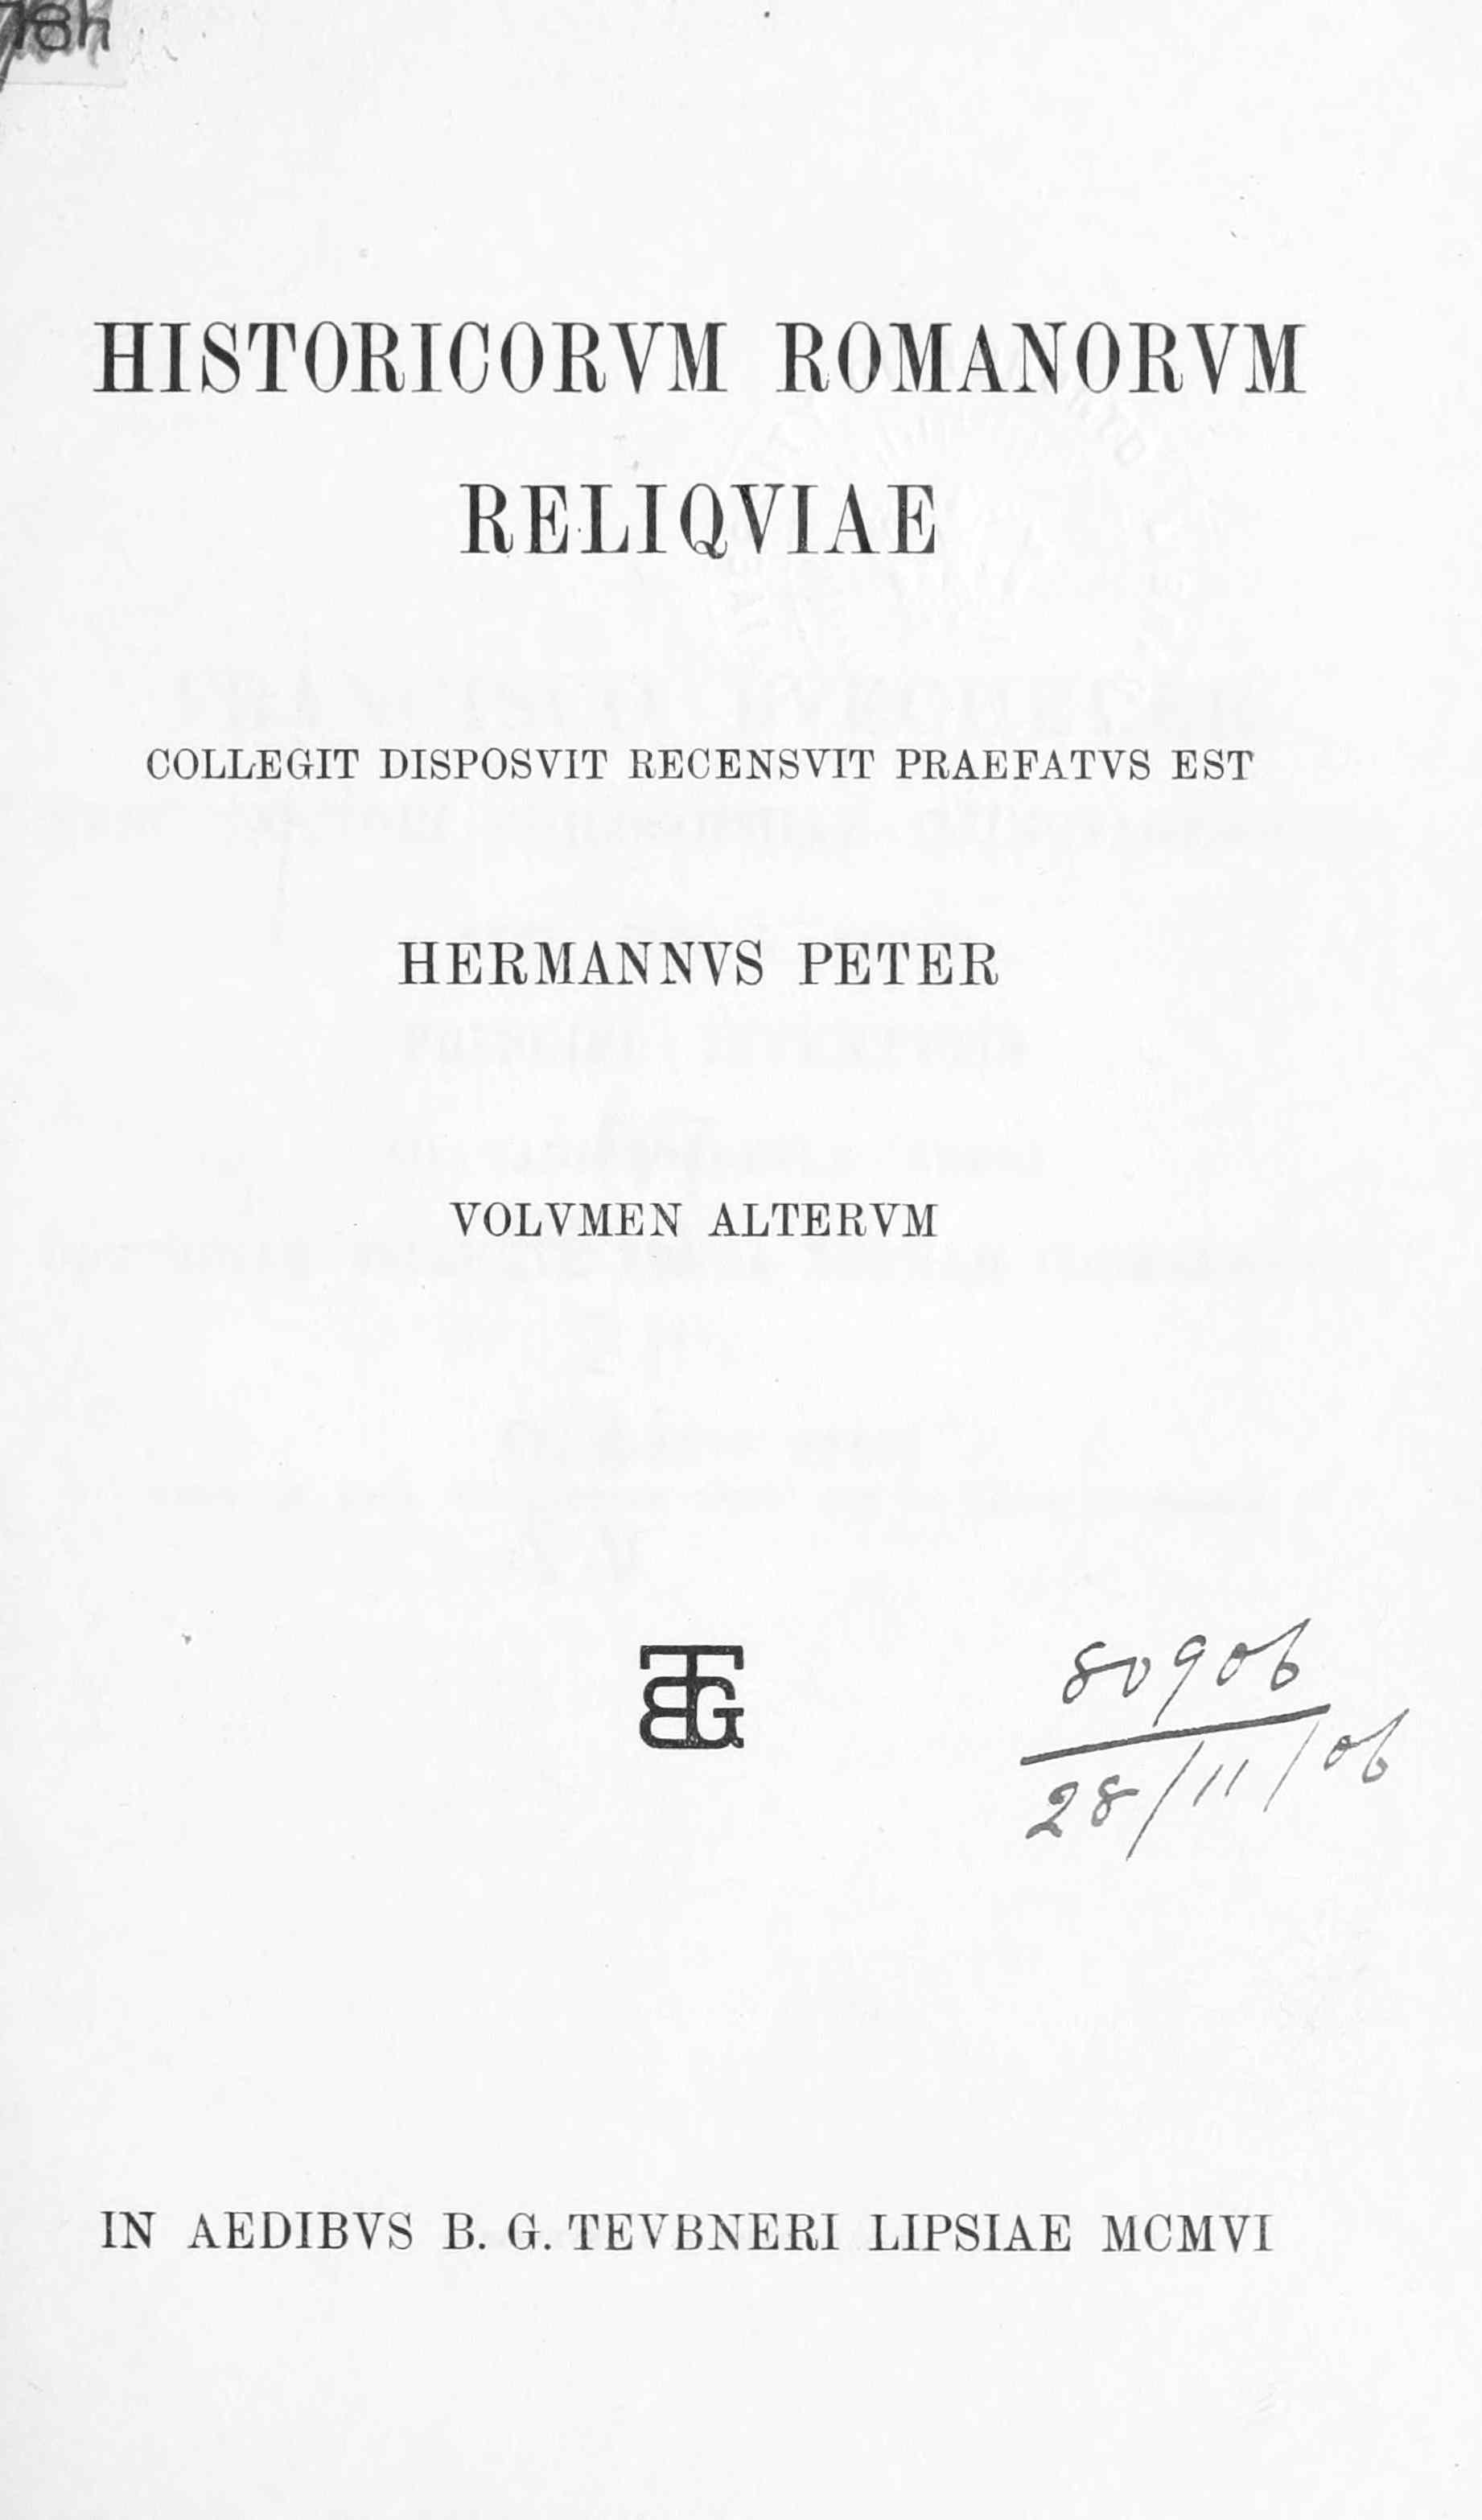 HISTORICORVM ROMANORVM
RELIQVIAE
COLLEGIT DISPOSVIT RECENSVIT PRAEFATVS EST
HERMANNVS PETER
VOLVMEN ALTERVM
BTG
80906
28/11/06
IN AEDIBVS B. G. TEVBNERI LIPSIAE MCMVI